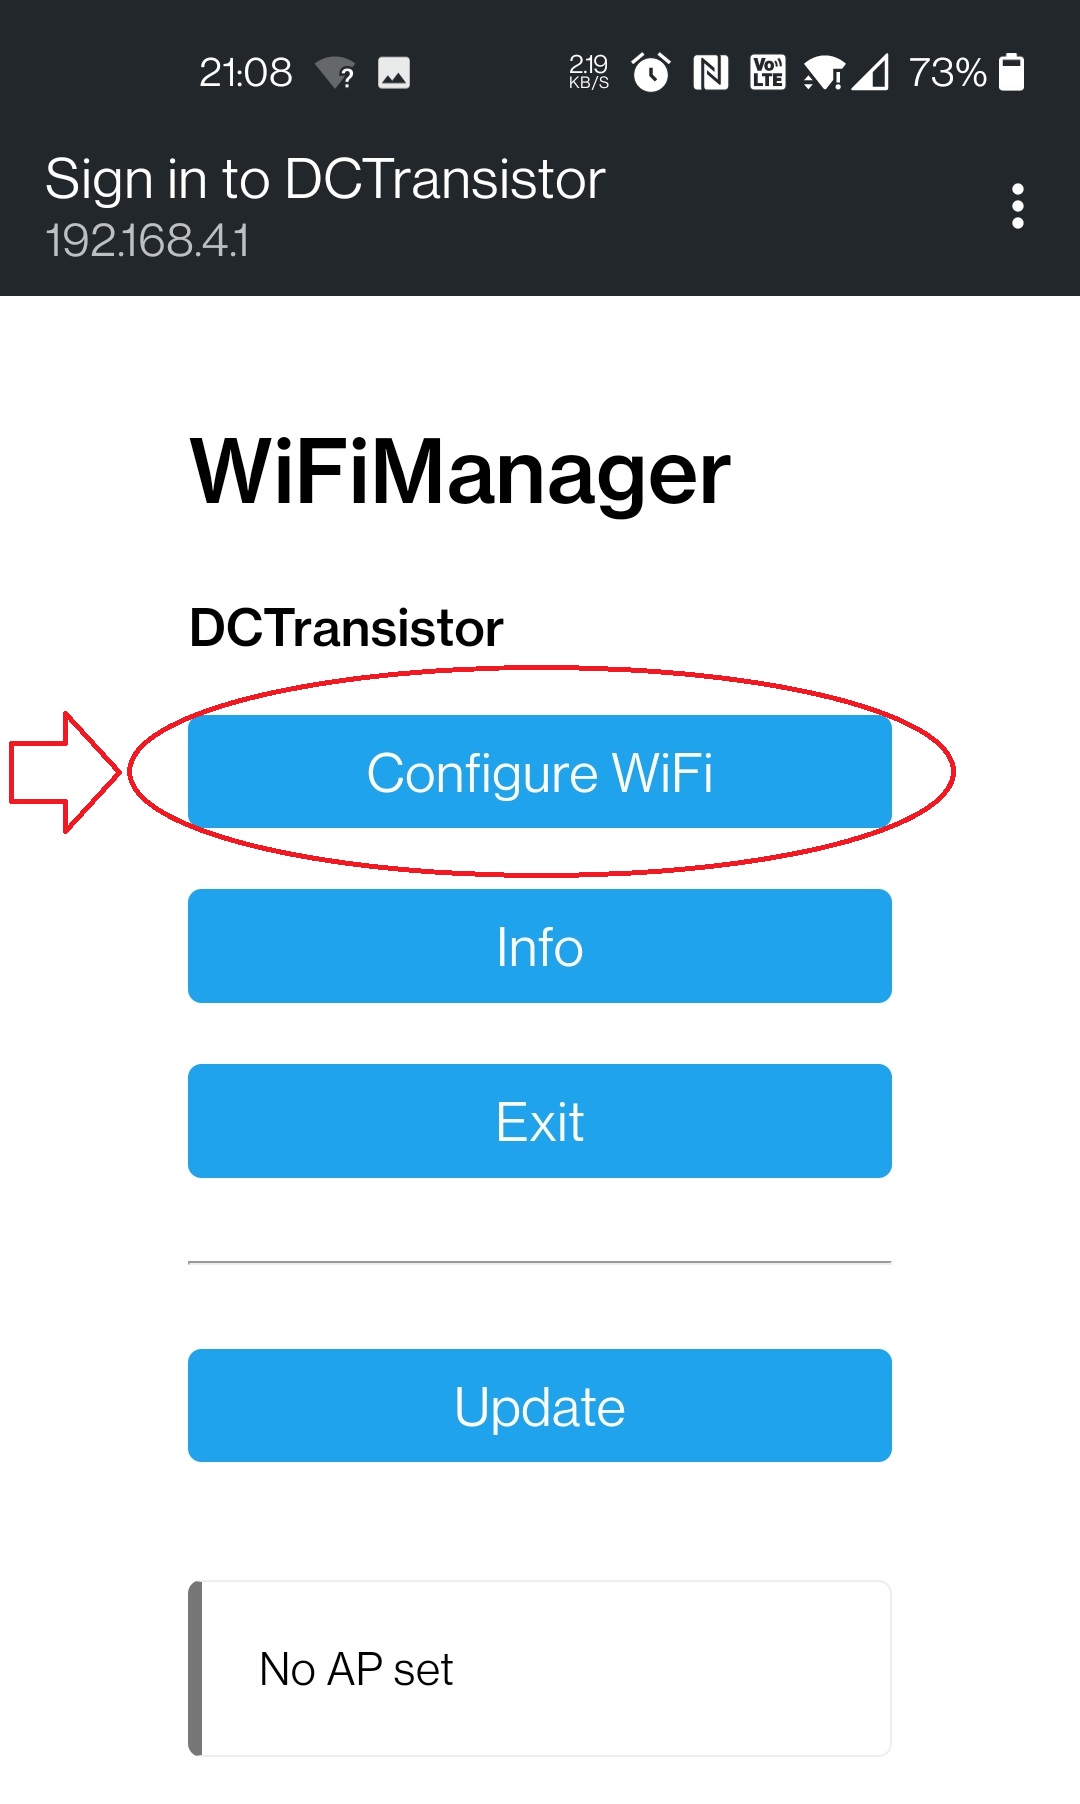 21:08 2.19 KB/S Vo LTE 73%
Sign in to DCTransistor
192.168.4.1
WiFiManager
DCTransistor
Configure WiFi
Info
Exit
Update
No AP set